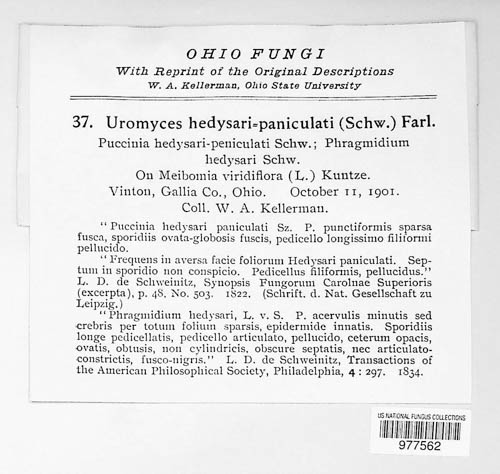 OHIO FUNGI
With Reprint of the Original Descriptions
W. A. Kellerman, Ohio State University
37. Uromyces hedysari=paniculati (Schw.) Farl.
Puccinia hedysari-peniculati Schw.; Phragmidium
hedysari Schw.
On Meibomia viridiflora (L.) Kuntze.
Vinton, Gallia Co., Ohio. October 11, 1901.
Coll. W. A. Kellerman.
"Puccinia hedysari paniculati Sz. P. punctiformis sparsa
fusca, sporidiis ovata-globosis fuscis, pedicello longissimo filiformi
pellucido.
"Frequens in aversa facie foliorum Hedysari paniculati. Sep-
tum in sporidio non conspicio. Pedicellus filiformis, pellucidus."
L. D. de Schweinitz, Synopsis Fungorum Carolnae Superioris
(excerpta), p. 48. No. 503. 1822. (Schrift. d. Nat. Gesellschaft zu
Leipzig.)
"Phragmidium hedysari, L. v. S. P. acervulis minutis sed
crebris per totum folium sparsis, epidermide innatis. Sporidiis
longe pedicellatis, pedicello articulato, pellucido, ceterum opacis,
ovatis, obtusis, non cylindricis, obscure septatis, nec articulato-
constrictis, fusco-nigris." L. D. de Schweinitz, Transactions of
the American Philosophical Society, Philadelphia, 4 : 297. 1834.
US NATIONAL FUNGUS COLLECTIONS
977562